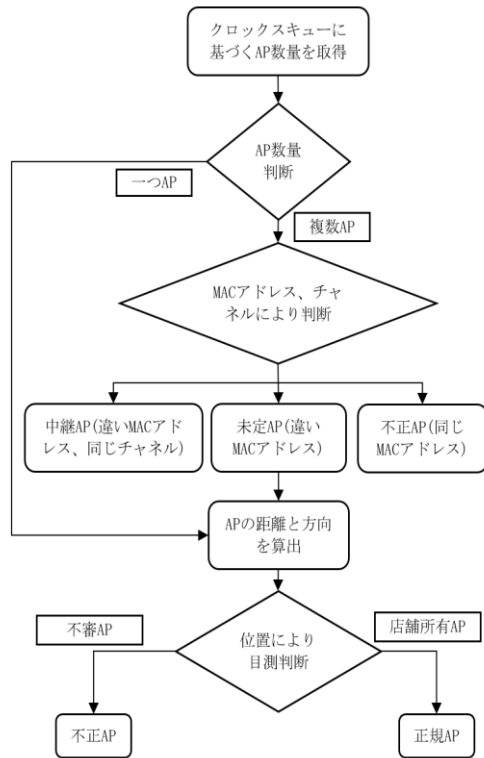 クロックスキューに
基づくAP数量を取得
AP数量
判断
一つAP
複数AP
MACアドレス、チャ
ネルにより判断
中継AP(違いMACアド
レス、同じチャネル)
未定AP(違い
MACアドレス)
不正AP(同じ
MACアドレス)
APの距離と方向
を算出
不審AP
店舗所有AP
位置により
目測判断
不正AP
正規AP